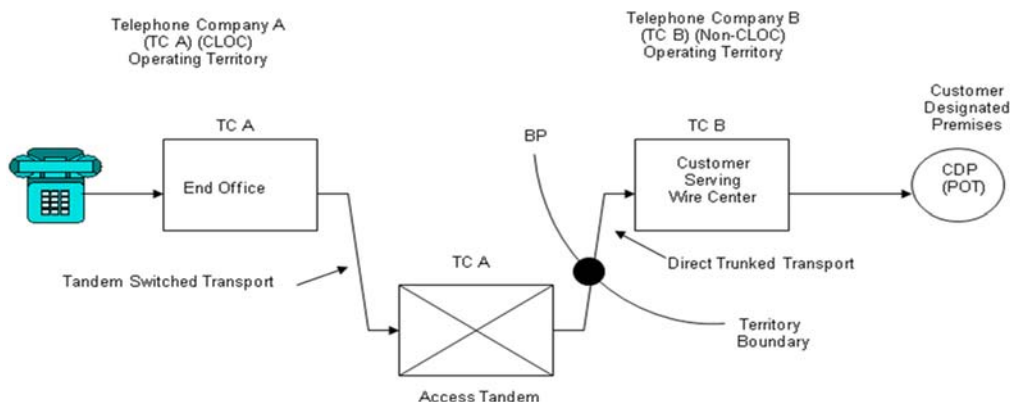 Telephone Company A
(TC A) (CLOC)
Operating Territory
Telephone Company B
(TC B) (Non-CLOC)
Operating Territory
Customer
Designated
Premises
TC A
End Office
BP
TC B
Customer
Serving
Wire Center
CDP
(POT)
Tandem Switched Transport
TC A
Direct Trunked Transport
Territory
Boundary
Access Tandem